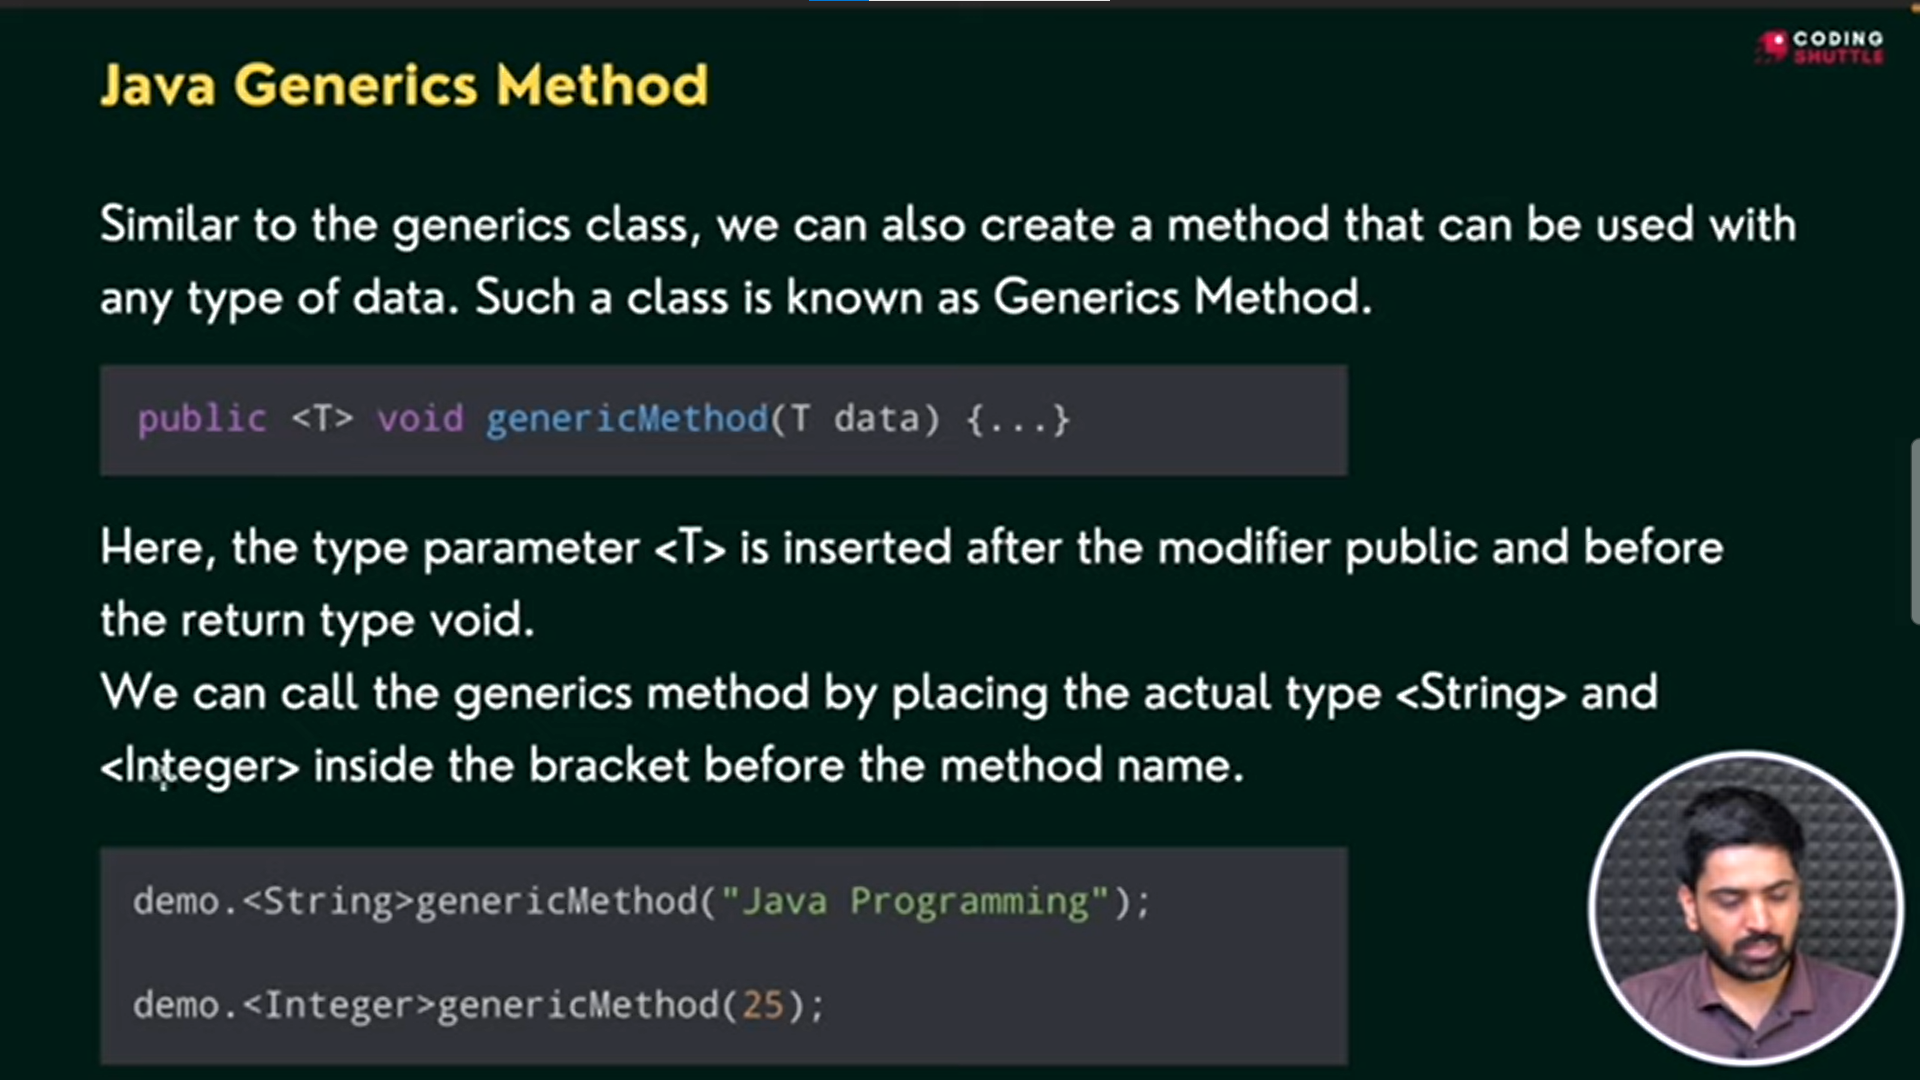 CODING
SHUTTLE
Java Generics Method
Similar to the generics class, we can also create a method that can be used with
any type of data. Such a class is known as Generics Method.
public <T> void genericMethod(T data) {...}
Here, the type parameter <T> is inserted after the modifier public and before
the return type void.
We can call the generics method by placing the actual type <String> and
<Integer> inside the bracket before the method name.
demo.<String>genericMethod("Java Programming");
demo.<Integer>genericMethod(25);